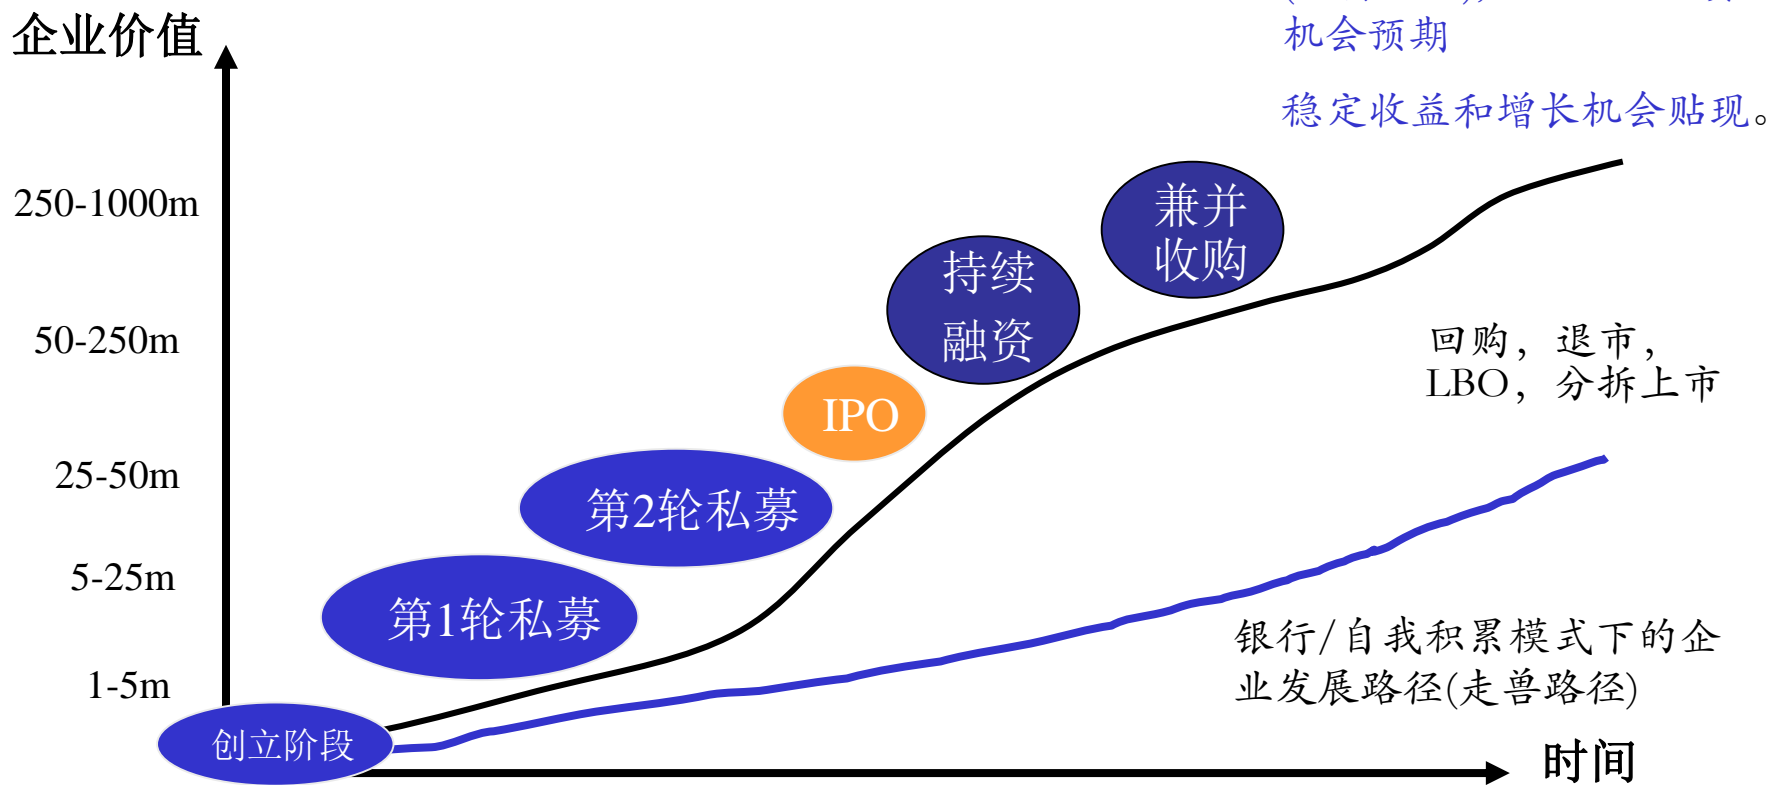 企业价值
机会预期
稳定收益和增长机会贴现。
250-1000m
兼并
收购
持续
融资
50-250m
回购，退市，
LBO，分拆上市
IPO
25-50m
第2轮私募
5-25m
第1轮私募
银行/自我积累模式下的企
业发展路径(走兽路径)
1-5m
创立阶段
时间